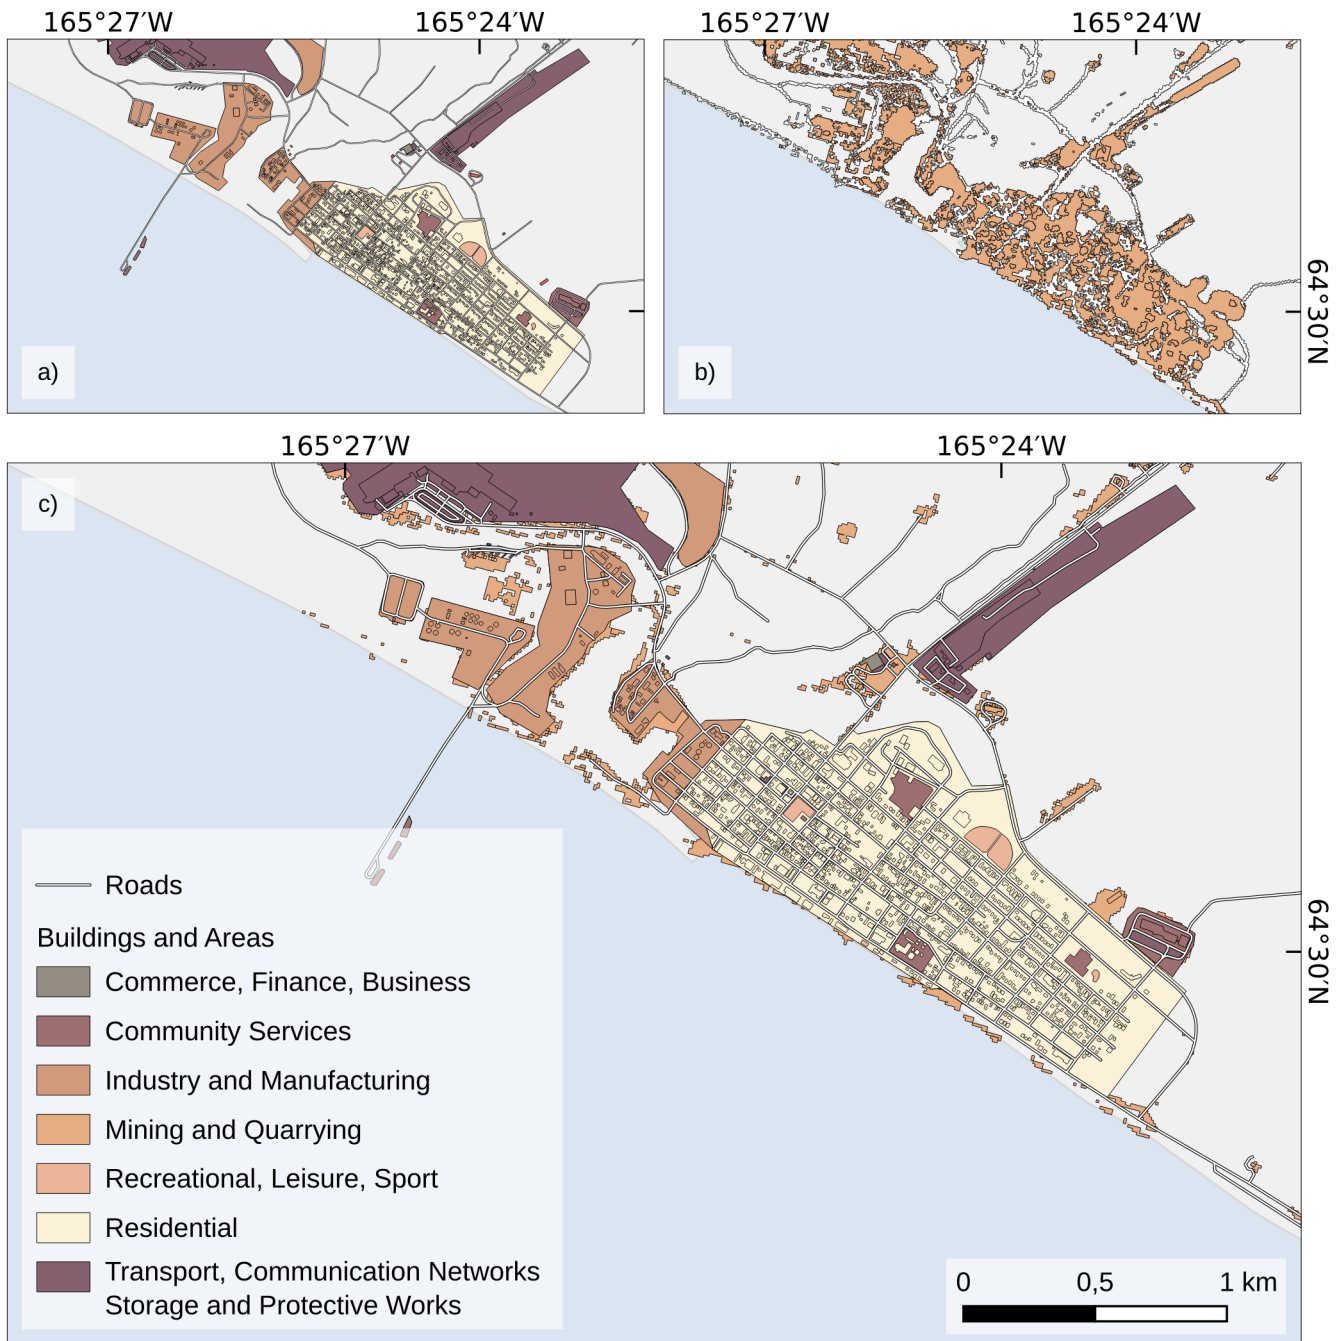 165°27′W 165°24′W 165°27′W 165°24′W
64°30′N
a)
b)
165°27′W 165°24′W
c)
64°30′N
Roads
Buildings and Areas
Commerce, Finance, Business
Community Services
Industry and Manufacturing
Mining and Quarrying
Recreational, Leisure, Sport
Residential
Transport, Communication Networks
Storage and Protective Works
0 0,5 1 km